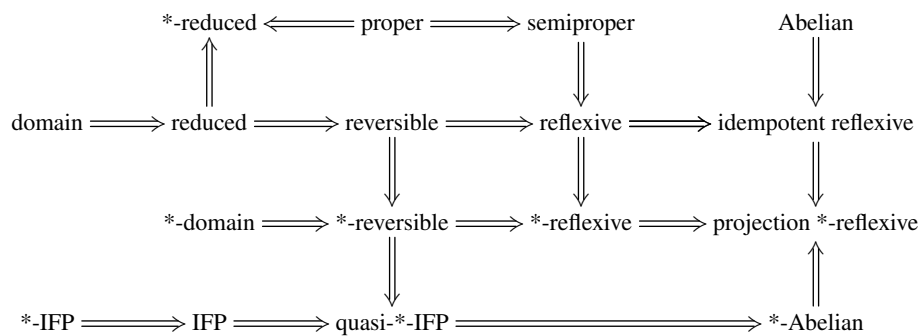 *-reduced proper semiproper Abelian
domain reduced reversible reflexive idempotent reflexive
*-domain *-reversible *-reflexive projection *-reflexive
*-IFP IFP quasi-*-IFP *-Abelian